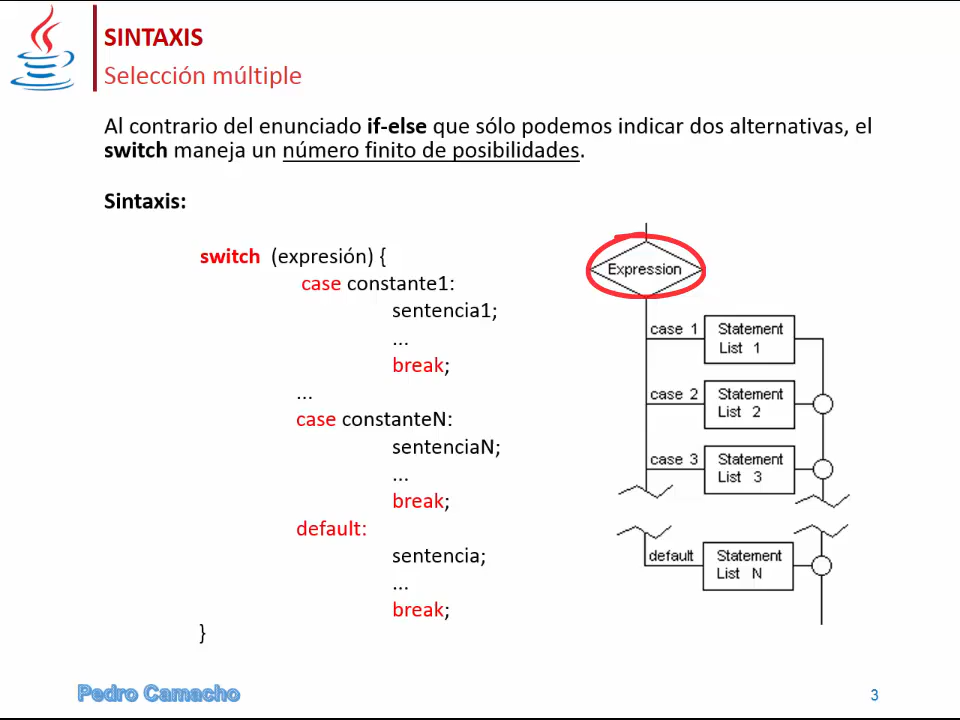 SINTAXIS
Selección múltiple
Al contrario del enunciado if-else que sólo podemos indicar dos alternativas, el
switch maneja un número finito de posibilidades.
Sintaxis:
switch (expresión) {
case constante1:
sentencia1;
...
break;
...
case constanteN:
sentenciaN;
...
break;
default:
sentencia;
...
break;
}
Expression
case 1
Statement
List 1
case 2
Statement
List 2
case 3
Statement
List 3
default
Statement
List N
Pedro Camacho
3